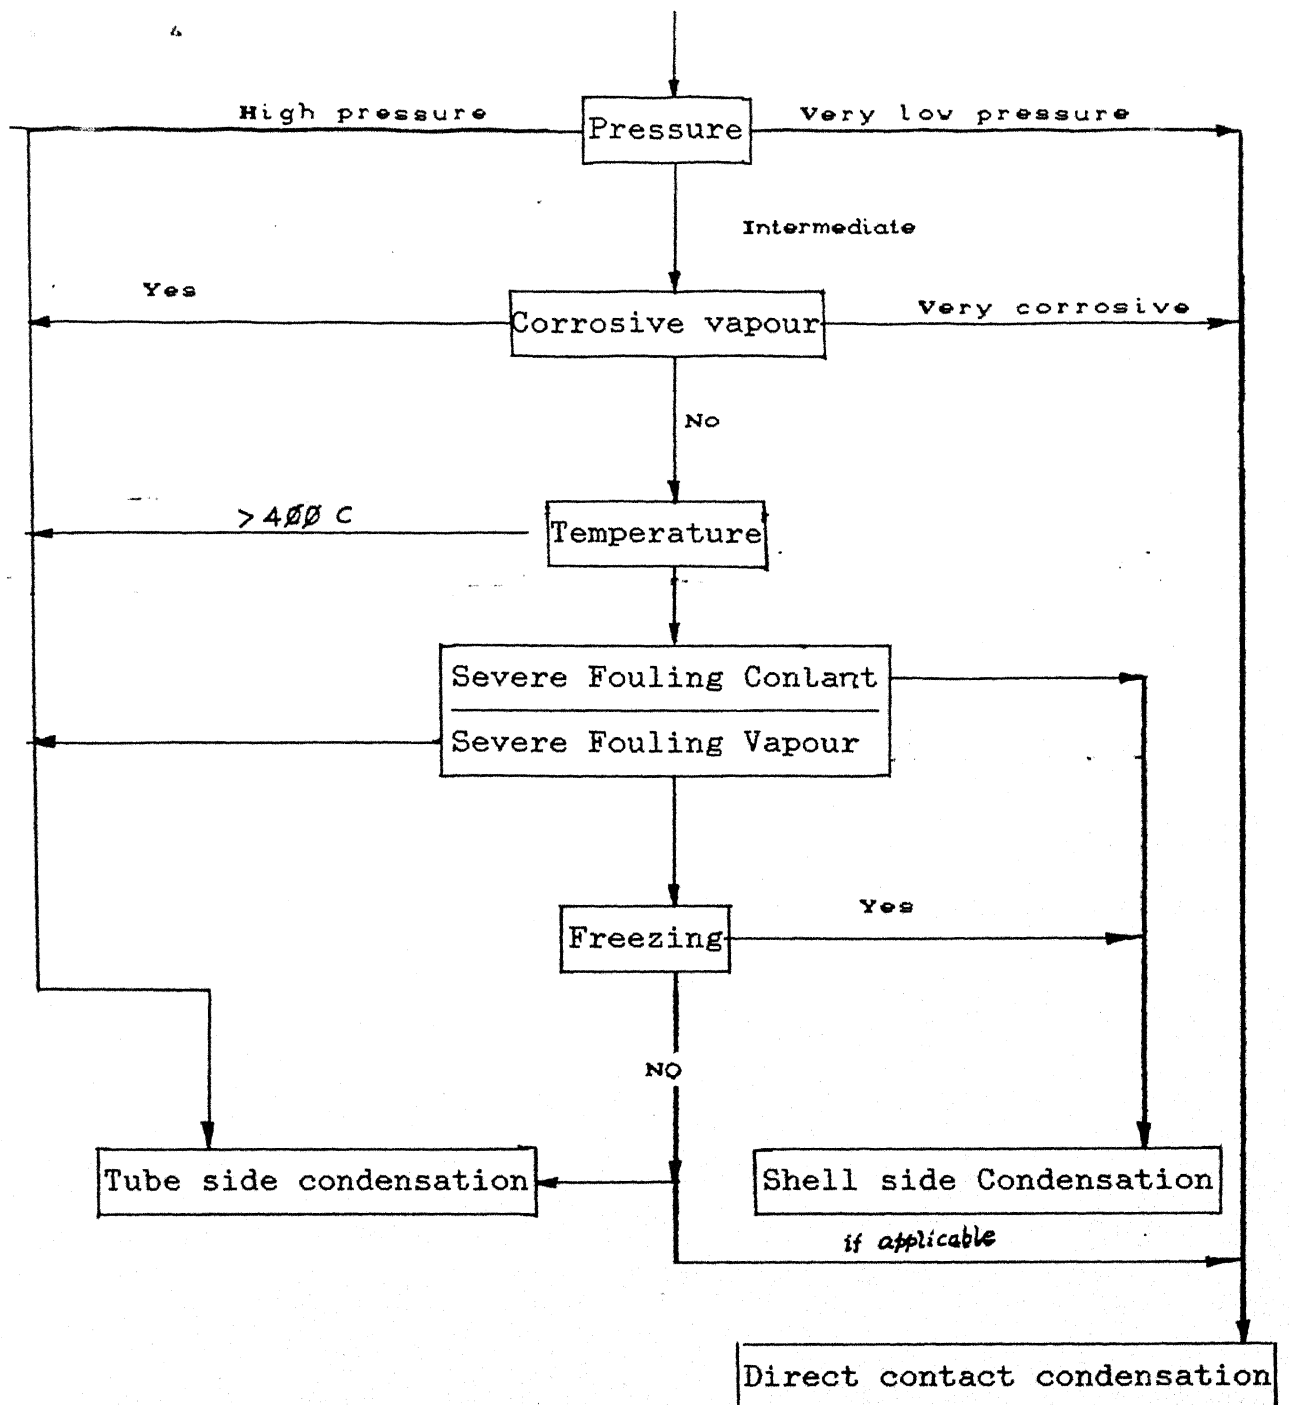 High pressure
Pressure
Very low pressure
Intermediate
Yes
Corrosive vapour
Very corrosive
No
>400 C
Temperature
Severe Fouling Conlant
Severe Fouling Vapour
Freezing
Yes
NO
Tube side condensation
Shell side Condensation
if applicable
Direct contact condensation